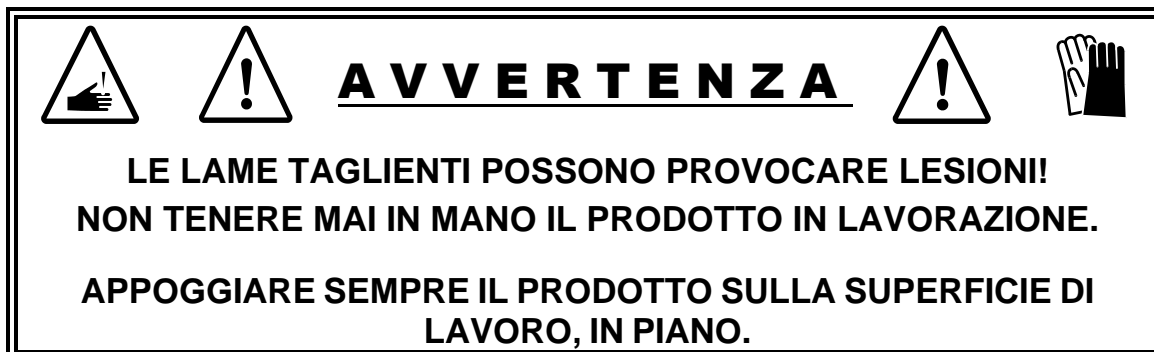 AVVERTENZA
LE LAME TAGLIENTI POSSONO PROVOCARE LESIONI!
NON TENERE MAI IN MANO IL PRODOTTO IN LAVORAZIONE.
APPOGGIARE SEMPRE IL PRODOTTO SULLA SUPERFICIE DI
LAVORO, IN PIANO.